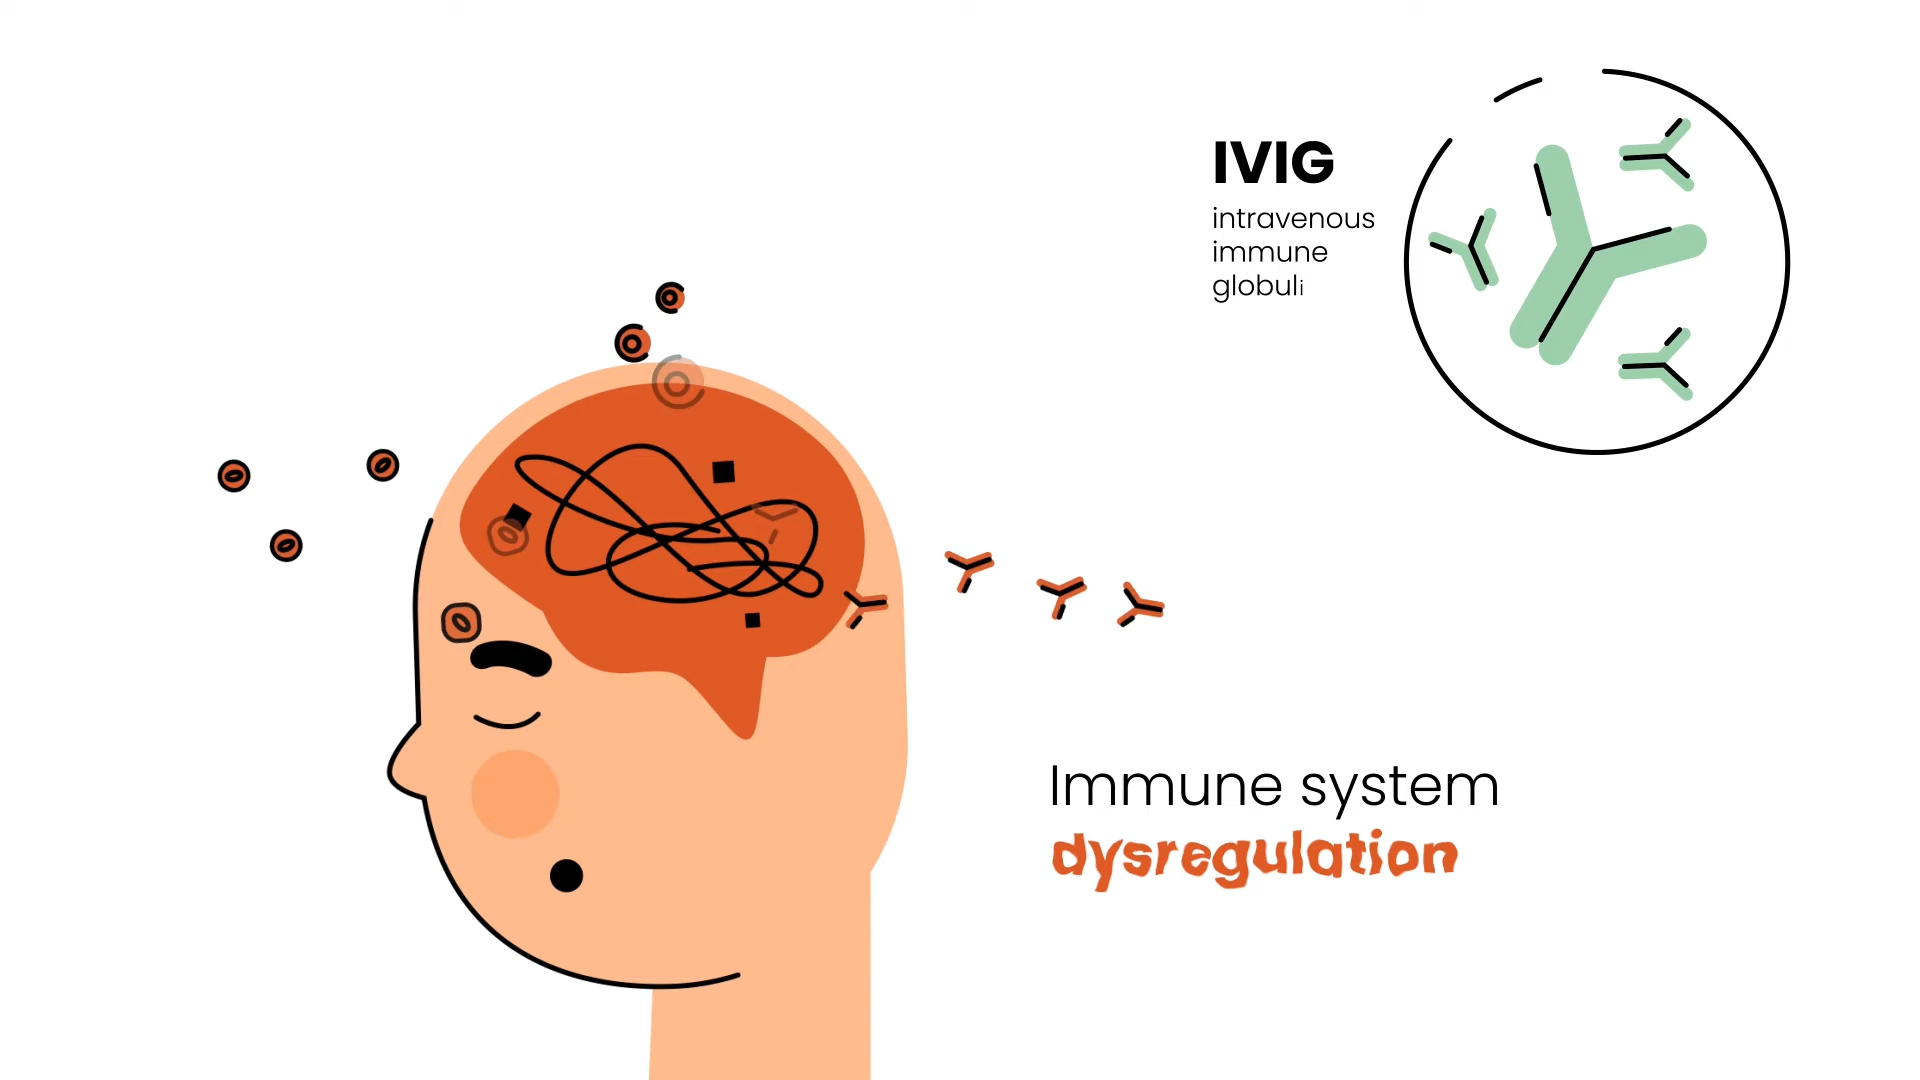 IVIG
intravenous
immune
globuli
Immune system
dysregulation